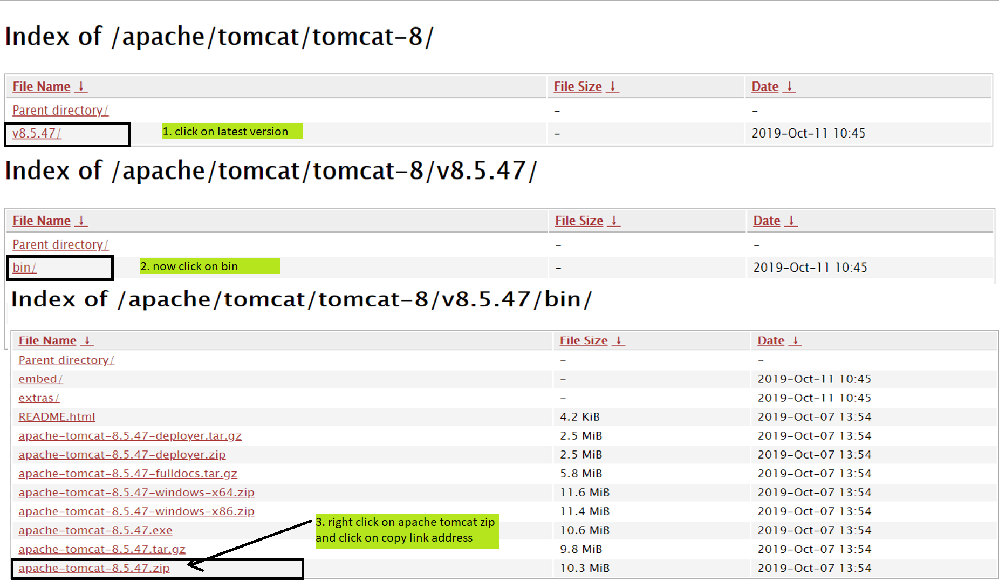 Index of /apache/tomcat/tomcat-8/
File Name ↓ File Size ↓ Date ↓
Parent directory/ - -
v8.5.47/ 1. click on latest version - 2019-Oct-11 10:45
Index of /apache/tomcat/tomcat-8/v8.5.47/
File Name ↓ File Size ↓ Date ↓
Parent directory/ - -
bin/ 2. now click on bin - 2019-Oct-11 10:45
Index of /apache/tomcat/tomcat-8/v8.5.47/bin/
File Name ↓ File Size ↓ Date ↓
Parent directory/ - -
embed/ - 2019-Oct-11 10:45
extras/ - 2019-Oct-11 10:45
README.html 4.2 KiB 2019-Oct-07 13:54
apache-tomcat-8.5.47-deployer.tar.gz 2.5 MiB 2019-Oct-07 13:54
apache-tomcat-8.5.47-deployer.zip 2.5 MiB 2019-Oct-07 13:54
apache-tomcat-8.5.47-fulldocs.tar.gz 5.8 MiB 2019-Oct-07 13:54
apache-tomcat-8.5.47-windows-x64.zip 11.6 MiB 2019-Oct-07 13:54
apache-tomcat-8.5.47-windows-x86.zip 11.4 MiB 2019-Oct-07 13:54
3. right click on apache tomcat zip
and click on copy link address
apache-tomcat-8.5.47.exe 10.6 MiB 2019-Oct-07 13:54
apache-tomcat-8.5.47.tar.gz 9.8 MiB 2019-Oct-07 13:54
apache-tomcat-8.5.47.zip 10.3 MiB 2019-Oct-07 13:54